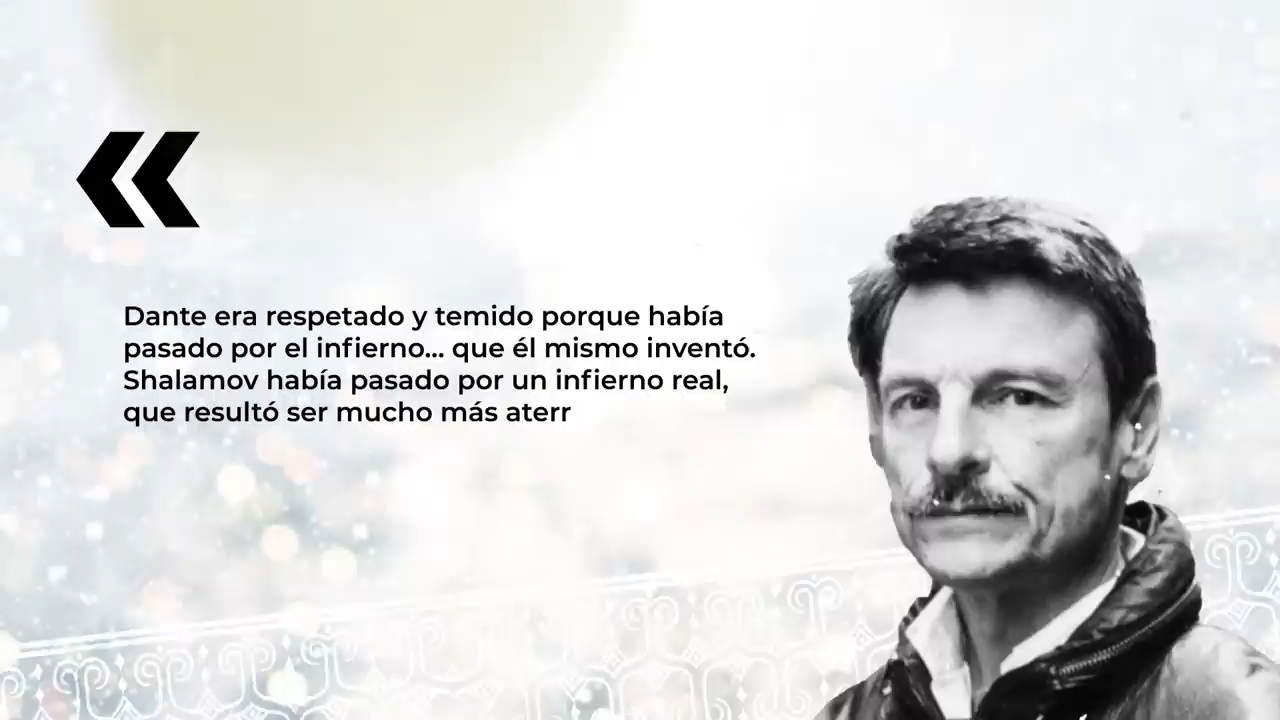 «
Dante era respetado y temido porque había
pasado por el infierno... que él mismo inventó.
Shalamov había pasado por un infierno real,
que resultó ser mucho más aterr